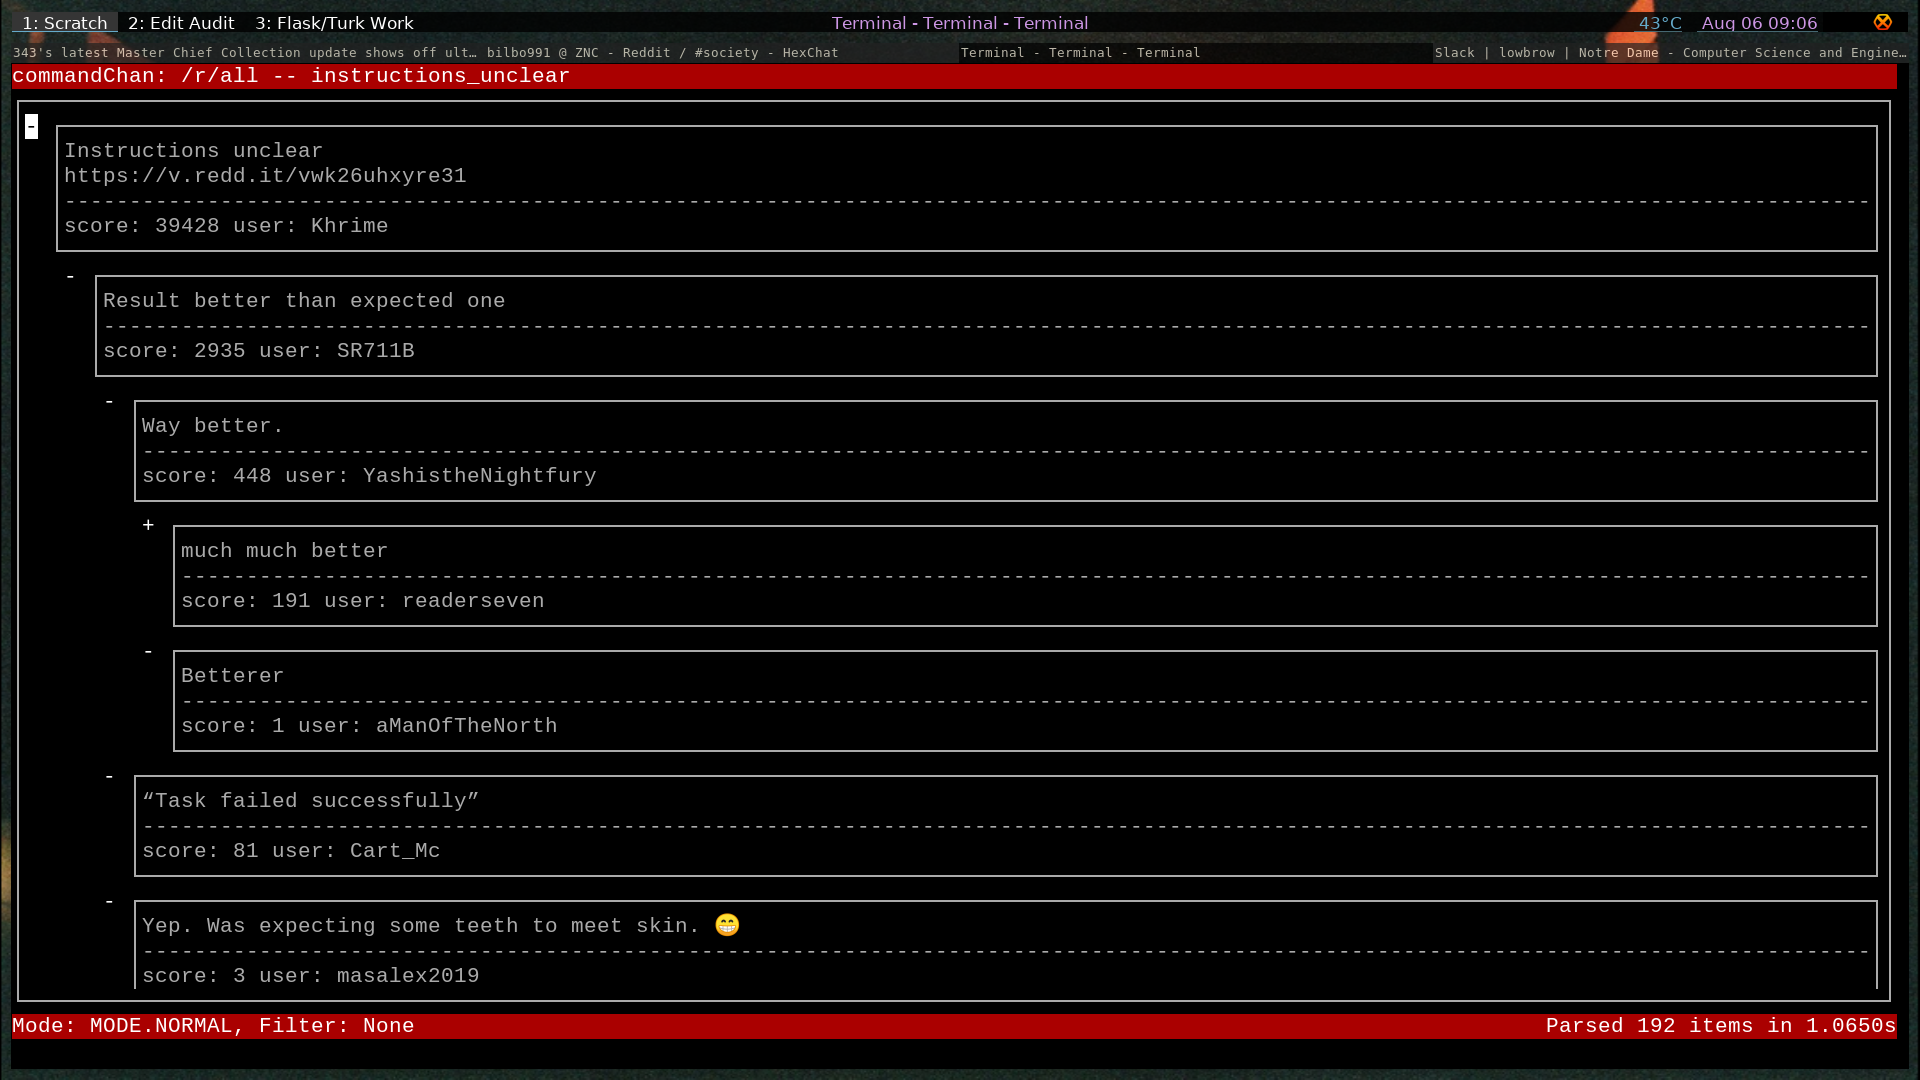 1: Scratch 2: Edit Audit 3: Flask/Turk Work Terminal - Terminal - Terminal 43°C Aug 06 09:06
343's latest Master Chief Collection update shows off ult… bilbo991 @ ZNC - Reddit / #society - HexChat Terminal - Terminal - Terminal Slack | lowbrow | Notre Dame - Computer Science and Engine…
commandChan: /r/all -- instructions_unclear
-
Instructions unclear
https://v.redd.it/vwk26uhxyre31
score: 39428 user: Khrime
-
Result better than expected one
score: 2935 user: SR711B
-
Way better.
score: 448 user: YashistheNightfury
+
much much better
score: 191 user: readerseven
-
Betterer
score: 1 user: aManOfTheNorth
-
“Task failed successfully”
score: 81 user: Cart_Mc
-
Yep. Was expecting some teeth to meet skin. 😁
score: 3 user: masalex2019
Mode: MODE.NORMAL, Filter: None Parsed 192 items in 1.0650s